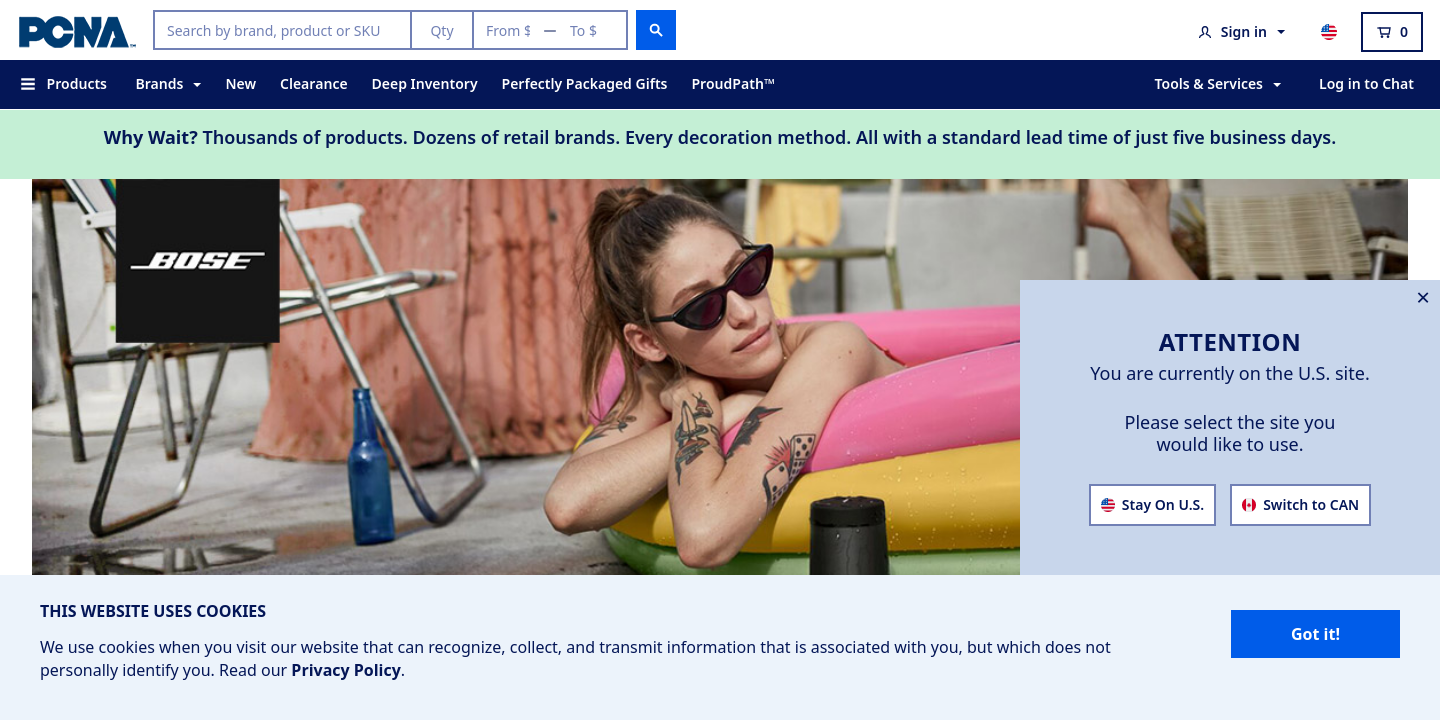 PCNA™
Search by brand, product or SKU
Qty
From $ — To $
Sign in
0
Products
Brands
New
Clearance
Deep Inventory
Perfectly Packaged Gifts
ProudPath™
Tools & Services
Log in to Chat
Why Wait? Thousands of products. Dozens of retail brands. Every decoration method. All with a standard lead time of just five business days.
BOSE
ATTENTION
You are currently on the U.S. site.
Please select the site you
would like to use.
Stay On U.S.
Switch to CAN
THIS WEBSITE USES COOKIES
We use cookies when you visit our website that can recognize, collect, and transmit information that is associated with you, but which does not
personally identify you. Read our Privacy Policy.
Got it!